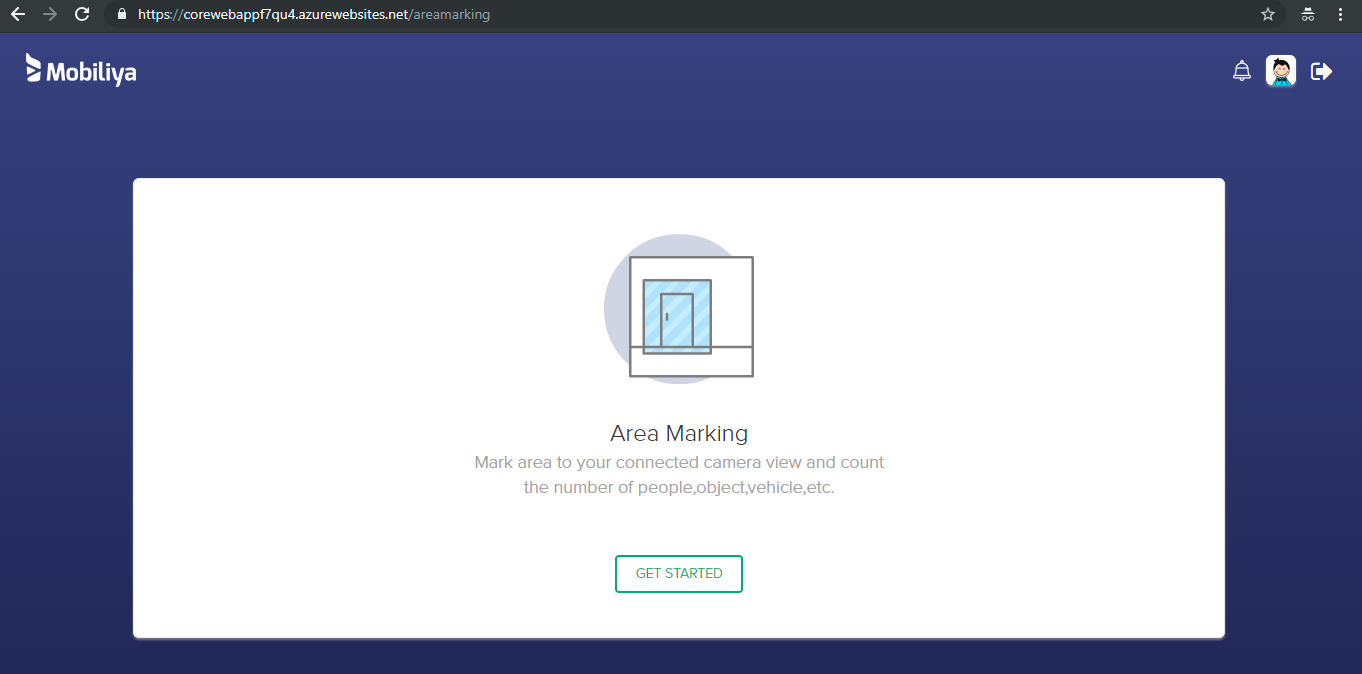 https://corewebappf7qu4.azurewebsites.net/areamarking
Mobiliya
Area Marking
Mark area to your connected camera view and count
the number of people,object,vehicle,etc.
GET STARTED